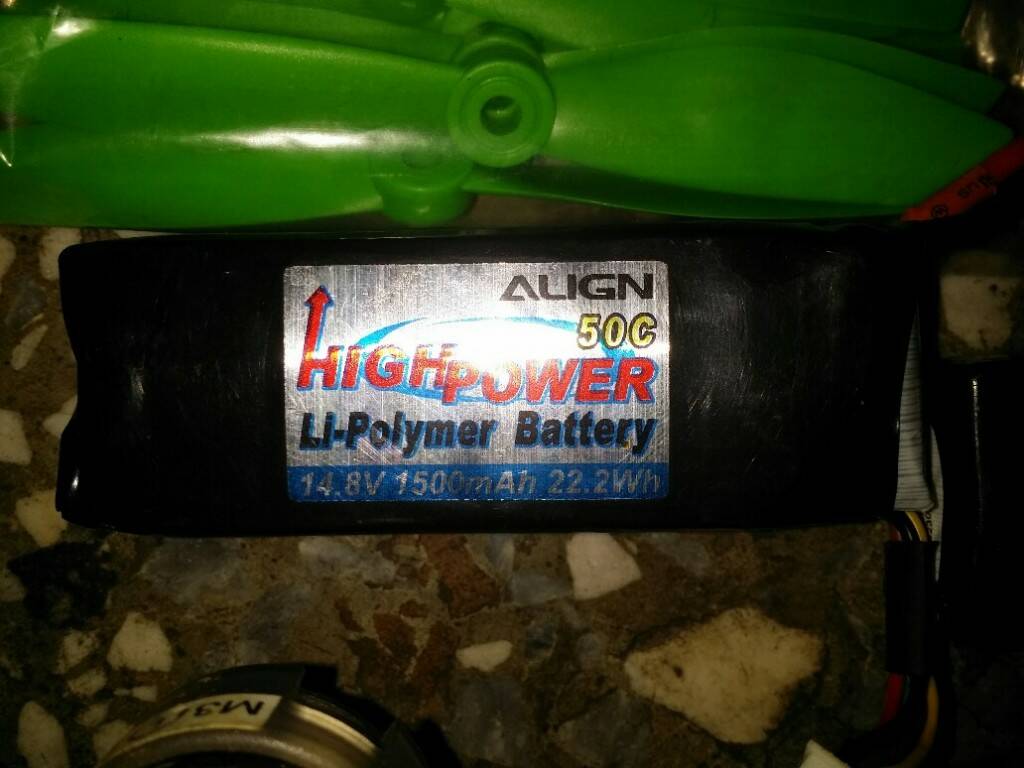 ALIGN
50C
HIGHPOWER
Li-Polymer Battery
14.8V 1500mAh 22.2Wh